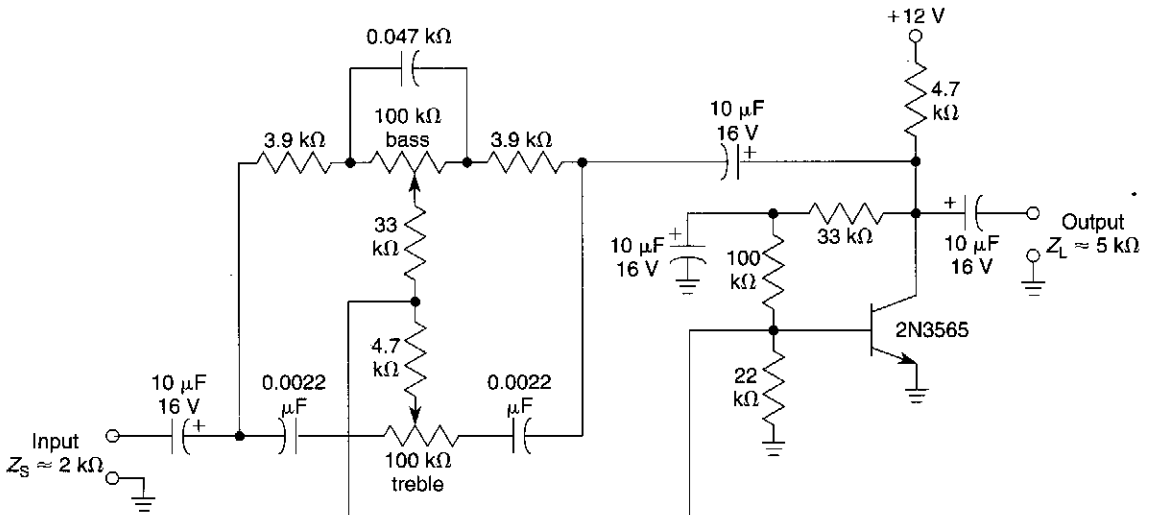 +12 V
0.047 kΩ
4.7
kΩ
100 kΩ
bass
10 µF
16 V
+
3.9 kΩ
3.9 kΩ
33
kΩ
+
10 µF
16 V
33 kΩ
+
10 µF
16 V
Output
Z_L ≈ 5 kΩ
100
kΩ
2N3565
4.7
kΩ
22
kΩ
10 µF
16 V
+
0.0022
µF
0.0022
µF
Input
Z_S ≈ 2 kΩ
100 kΩ
treble